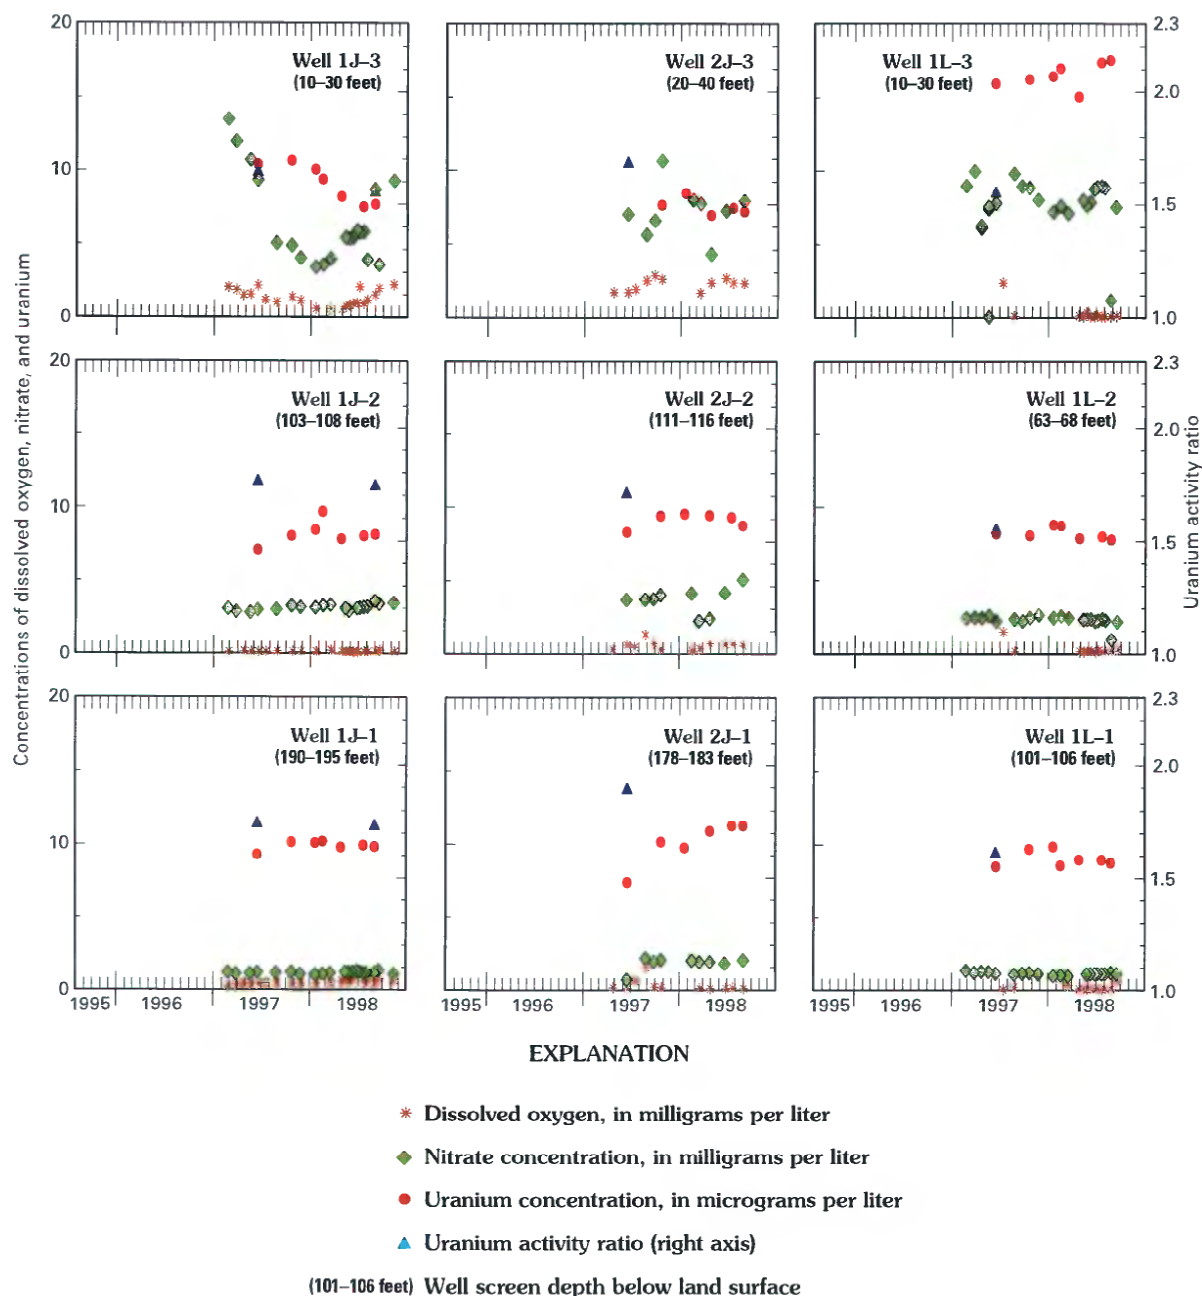 20
2.3
Well 1J–3
(10–30 feet)
Well 2J–3
(20–40 feet)
Well 1L–3
(10–30 feet)
2.0
10
1.5
0
1.0
20
2.3
Well 1J–2
(103–108 feet)
Well 2J–2
(111–116 feet)
Well 1L–2
(63–68 feet)
2.0
10
1.5
0
1.0
Concentrations of dissolved oxygen, nitrate, and uranium
Uranium activity ratio
20
2.3
Well 1J–1
(190–195 feet)
Well 2J–1
(178–183 feet)
Well 1L–1
(101–106 feet)
2.0
10
1.5
0
1.0
1995 1996 1997 1998
1995 1996 1997 1998
1995 1996 1997 1998
EXPLANATION
Dissolved oxygen, in milligrams per liter
Nitrate concentration, in milligrams per liter
Uranium concentration, in micrograms per liter
Uranium activity ratio (right axis)
(101–106 feet) Well screen depth below land surface